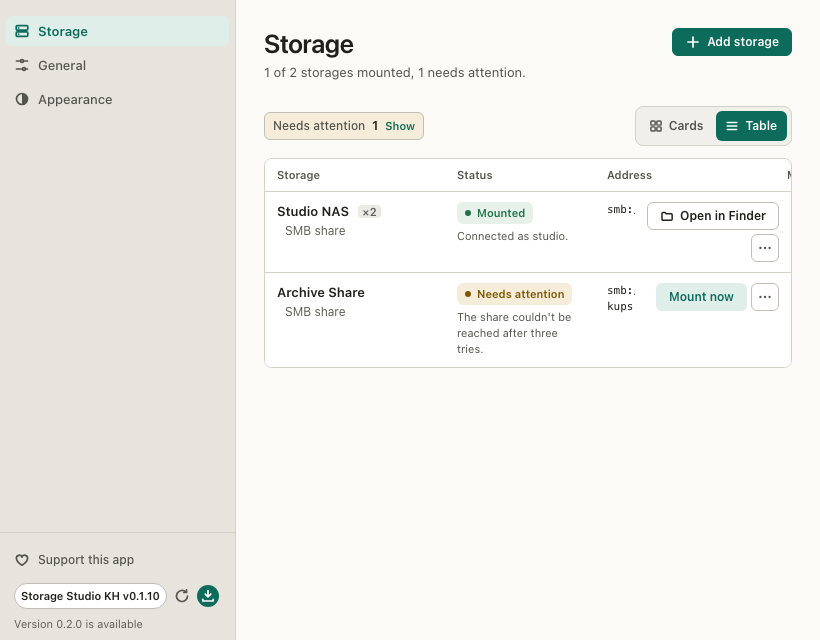 Storage
General
Appearance
Support this app
Storage Studio KH v0.1.10
Version 0.2.0 is available
Storage
1 of 2 storages mounted, 1 needs attention.
Add storage
Needs attention 1 Show
Cards
Table
Storage Status Address
Studio NAS ×2
SMB share
Mounted
Connected as studio.
smb:
Open in Finder
Archive Share
SMB share
Needs attention
The share couldn't be
reached after three
tries.
smb:
kups
Mount now